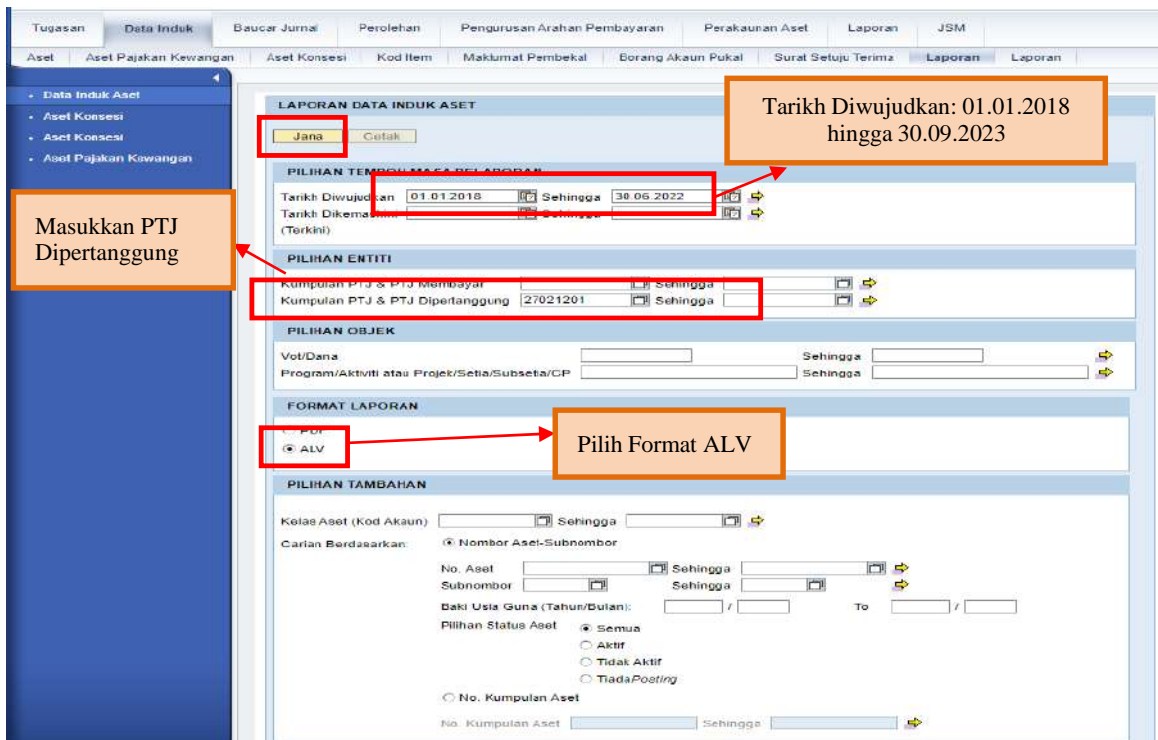 Tugasan Data Induk Baucar Jurnal Perolehan Pengurusan Arahan Pembayaran Perakaunan Aset Laporan JSM
Aset Aset Pajakan Kewangan Aset Konsesi Kod Item Maklumat Pembekal Borang Akaun Pukal Surat Setuju Terima Laporan Laporan
Data Induk Aset
Aset Konsesi
Aset Konsesi
Aset Pajakan Kewangan
LAPORAN DATA INDUK ASET
Jana Cetak
Tarikh Diwujudkan: 01.01.2018
hingga 30.09.2023
PILIHAN TEMPOH MASA PELAPORAN
Tarikh Diwujudkan 01.01.2018 Sehingga 30.06.2022
Tarikh Dikemaskini Sehingga
(Terkini)
Masukkan PTJ
Dipertanggung
PILIHAN ENTITI
Kumpulan PTJ & PTJ Membayar Sehingga
Kumpulan PTJ & PTJ Dipertanggung 27021201 Sehingga
PILIHAN OBJEK
Vot/Dana Sehingga
Program/Aktiviti atau Projek/Setia/Subsetia/CP Sehingga
FORMAT LAPORAN
PDF
ALV
Pilih Format ALV
PILIHAN TAMBAHAN
Kelas Aset (Kod Akaun) Sehingga
Carian Berdasarkan: Nombor Aset-Subnombor
No. Aset Sehingga
Subnombor Sehingga
Baki Usia Guna (Tahun/Bulan): / To /
Pilihan Status Aset Semua
Aktif
Tidak Aktif
TiadaPosting
No. Kumpulan Aset
No. Kumpulan Aset Sehingga